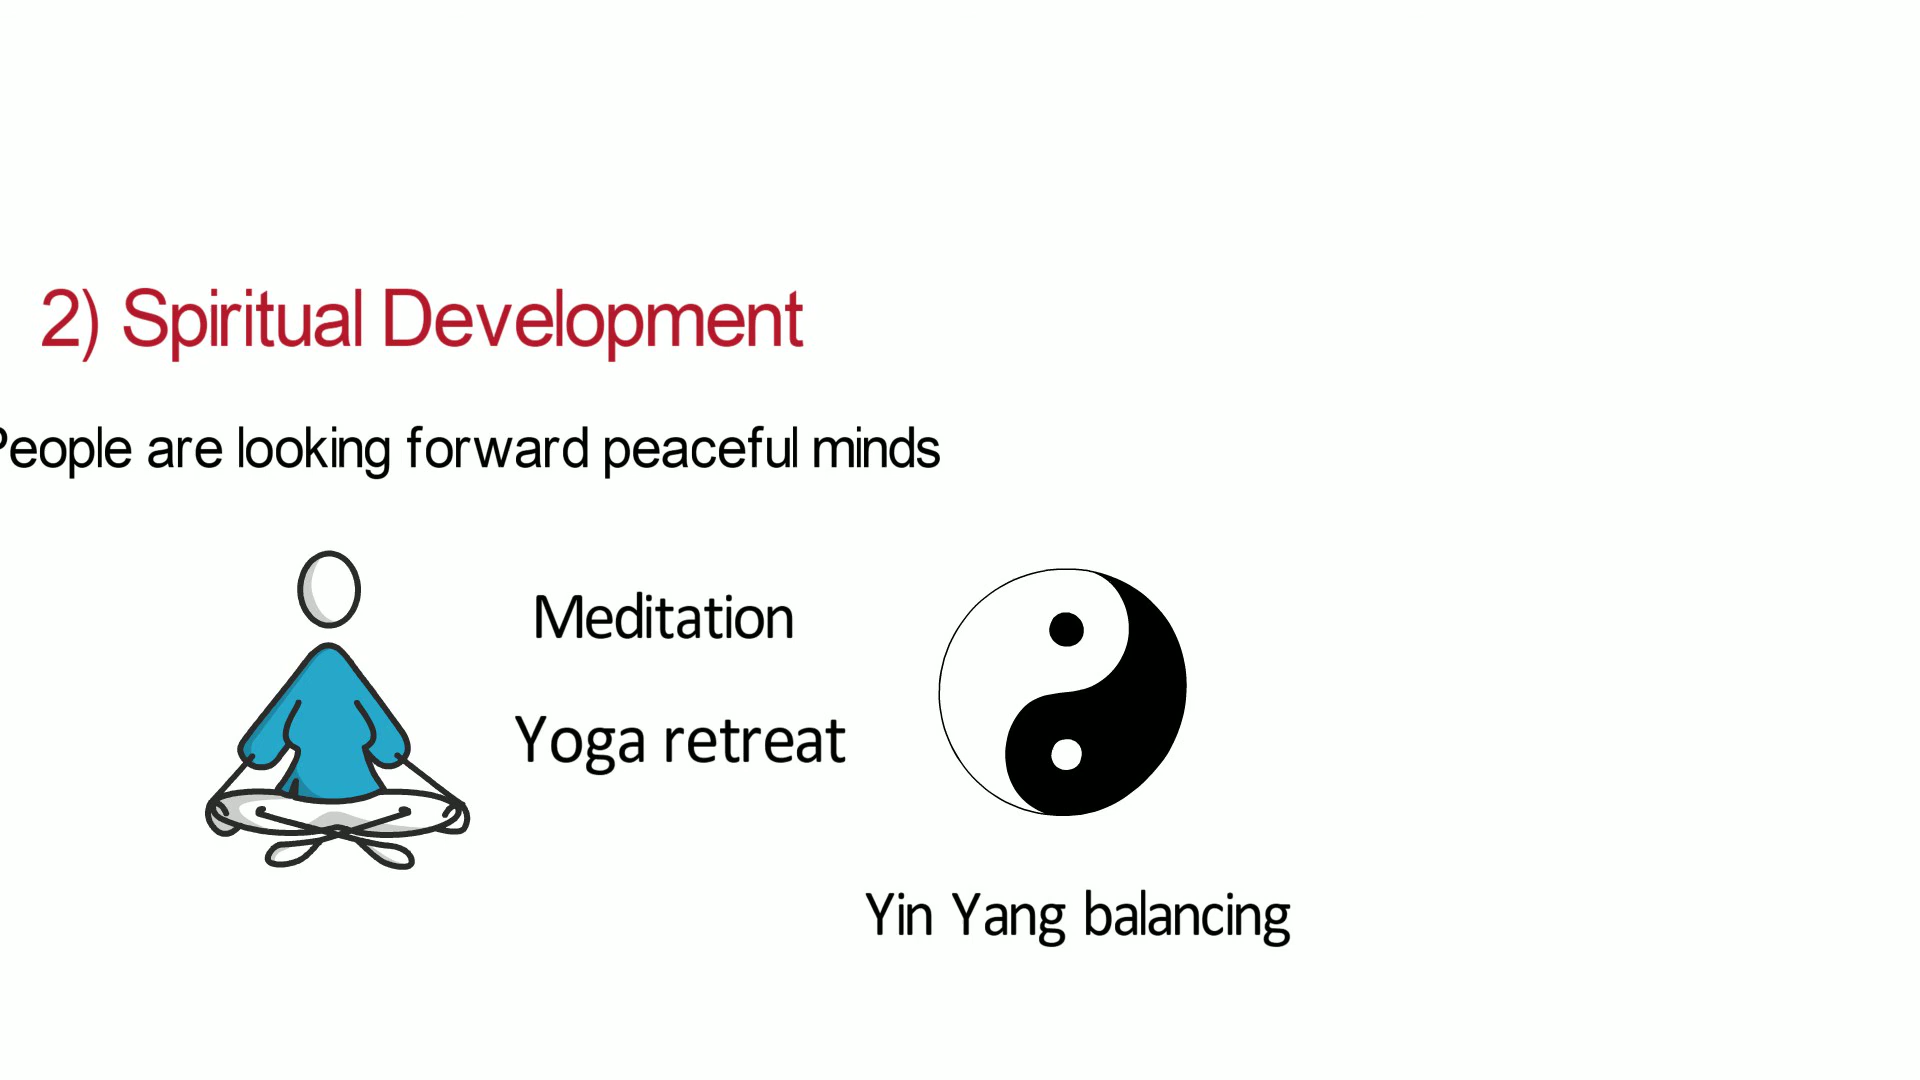 2) Spiritual Development
People are looking forward peaceful minds
Meditation
Yoga retreat
Yin Yang balancing